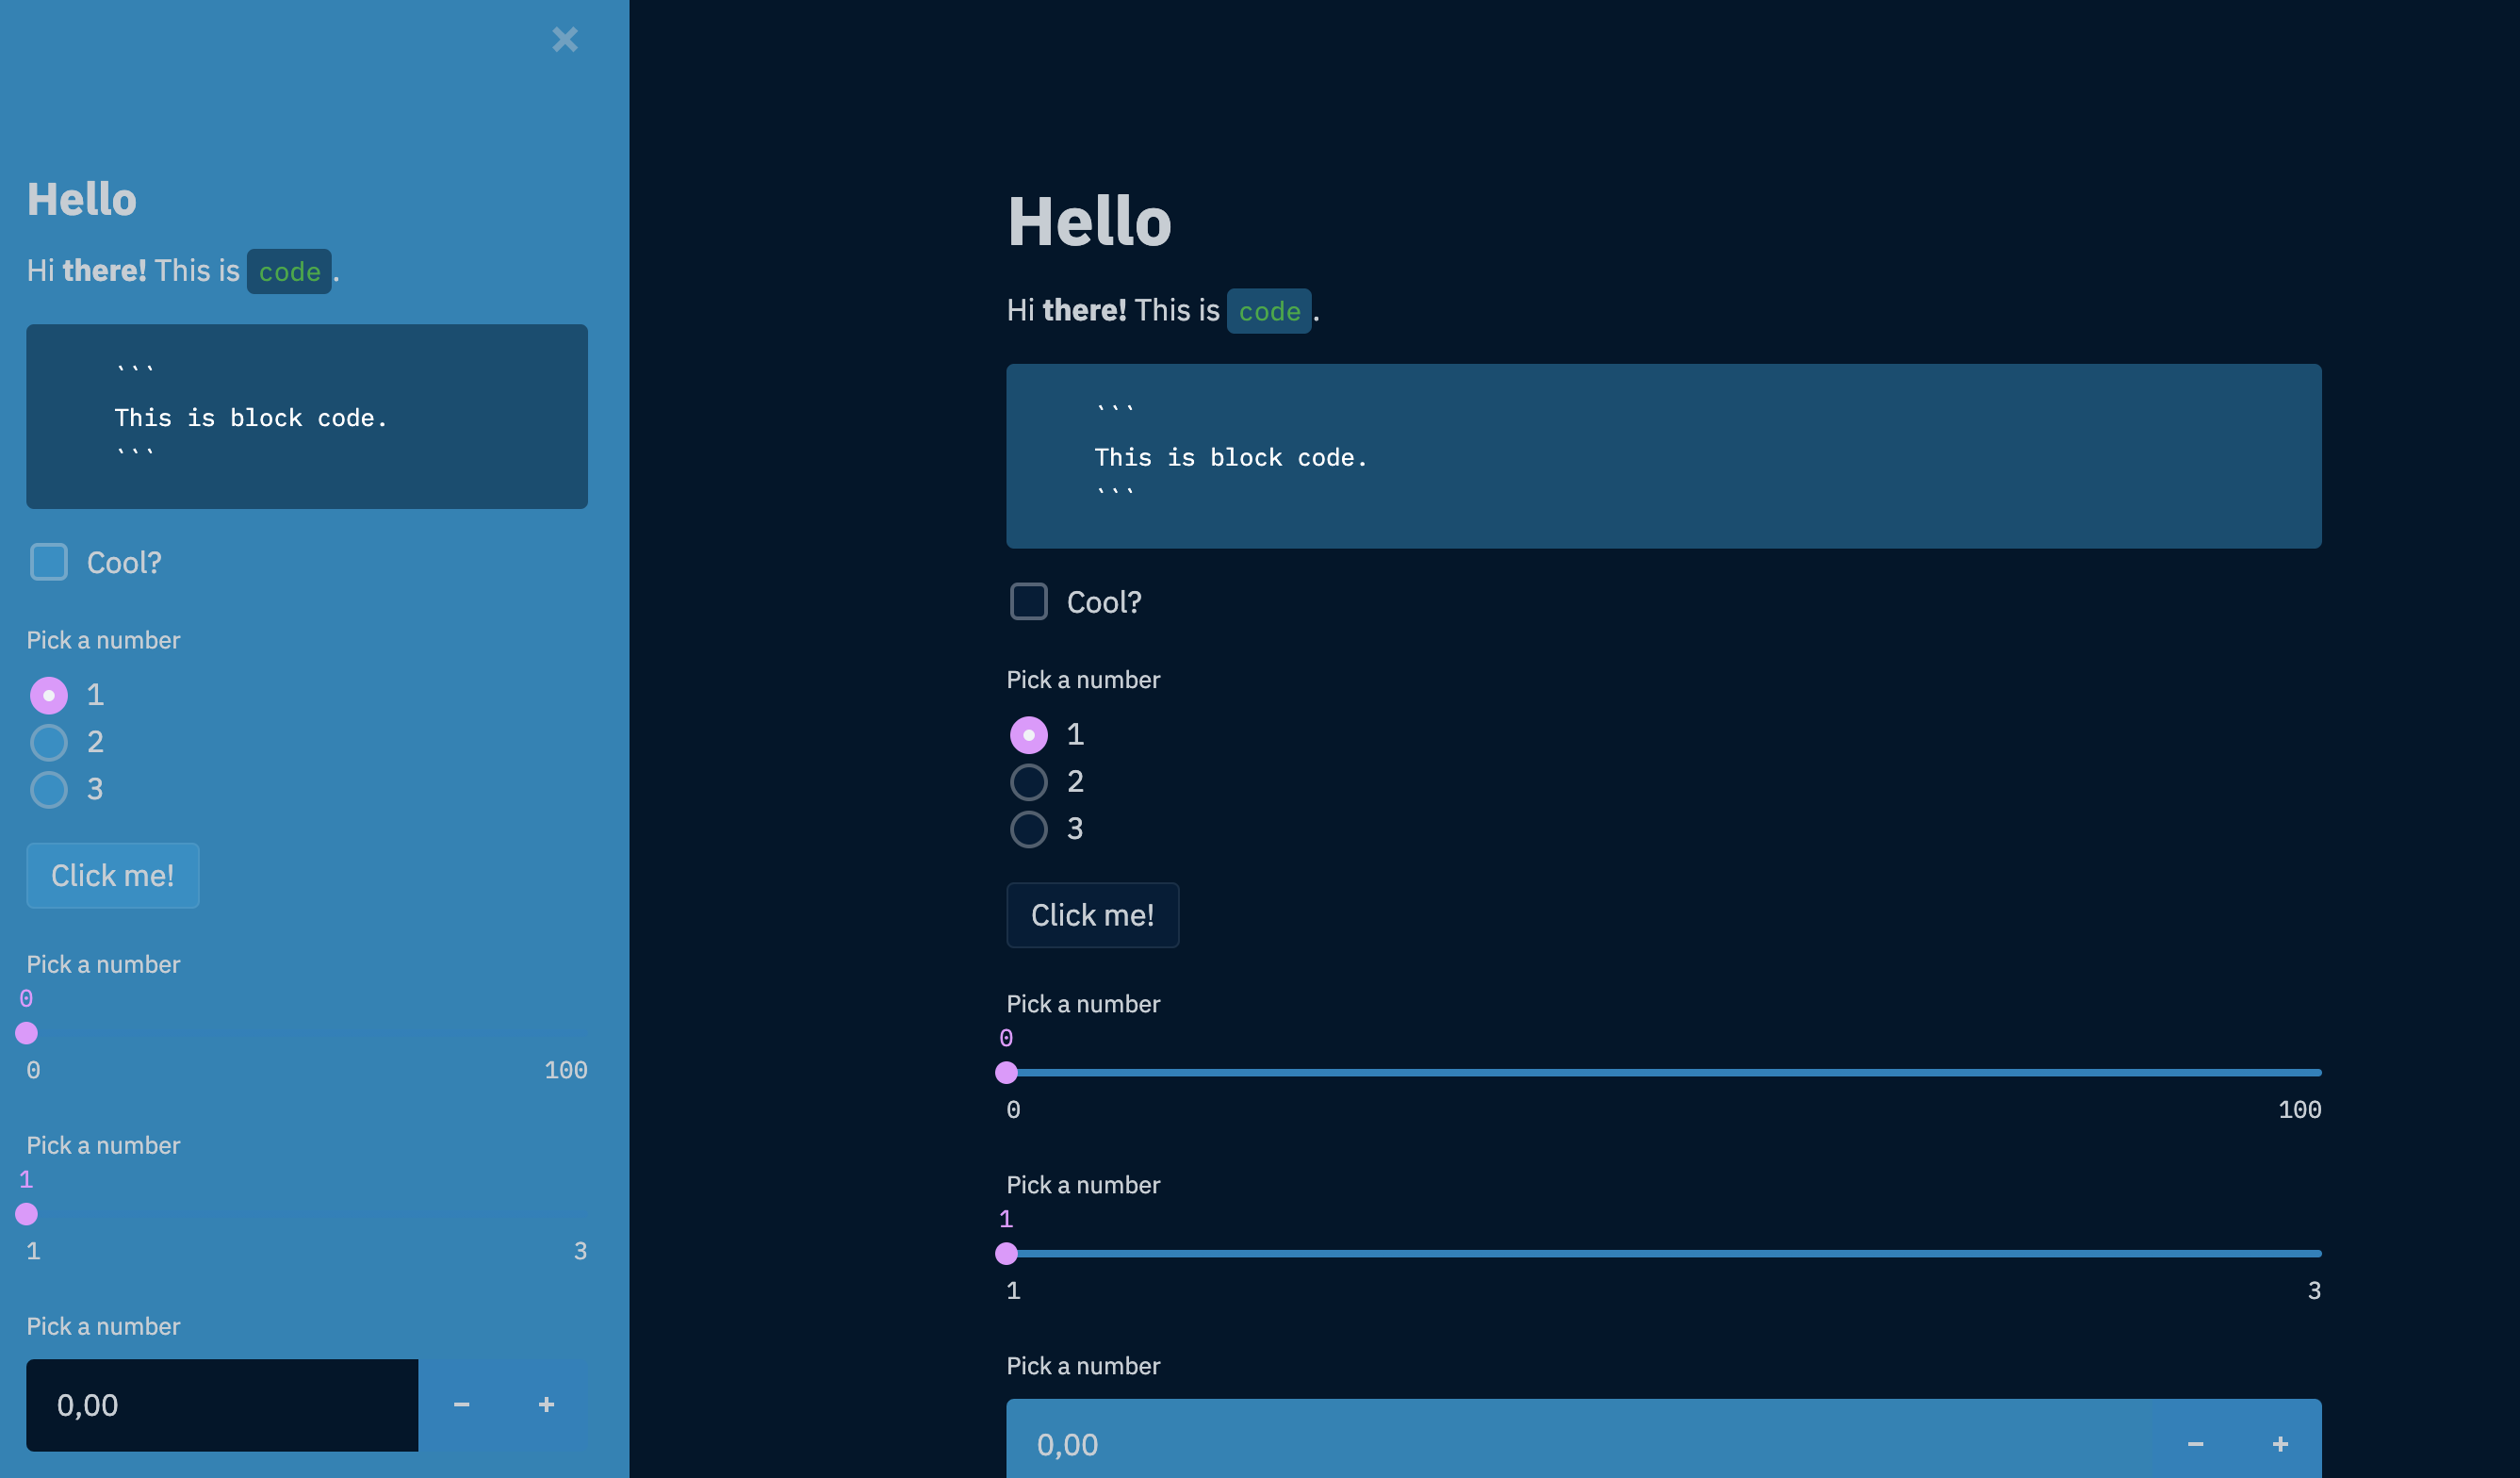 ×
Hello
Hi there! This is code.
```
This is block code.
```
Cool?
Pick a number
1
2
3
Click me!
Pick a number
0
0 100
Pick a number
1
1 3
Pick a number
0,00 − +
Hello
Hi there! This is code.
```
This is block code.
```
Cool?
Pick a number
1
2
3
Click me!
Pick a number
0
0 100
Pick a number
1
1 3
Pick a number
0,00 − +